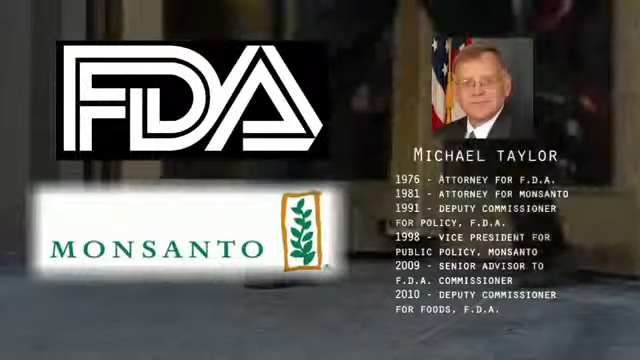 FDA
MONSANTO
MICHAEL TAYLOR
1976 - ATTORNEY FOR F.D.A.
1981 - ATTORNEY FOR MONSANTO
1991 - DEPUTY COMMISSIONER
FOR POLICY, F.D.A.
1998 - VICE PRESIDENT FOR
PUBLIC POLICY, MONSANTO
2009 - SENIOR ADVISOR TO
F.D.A. COMMISSIONER
2010 - DEPUTY COMMISSIONER
FOR FOODS, F.D.A.